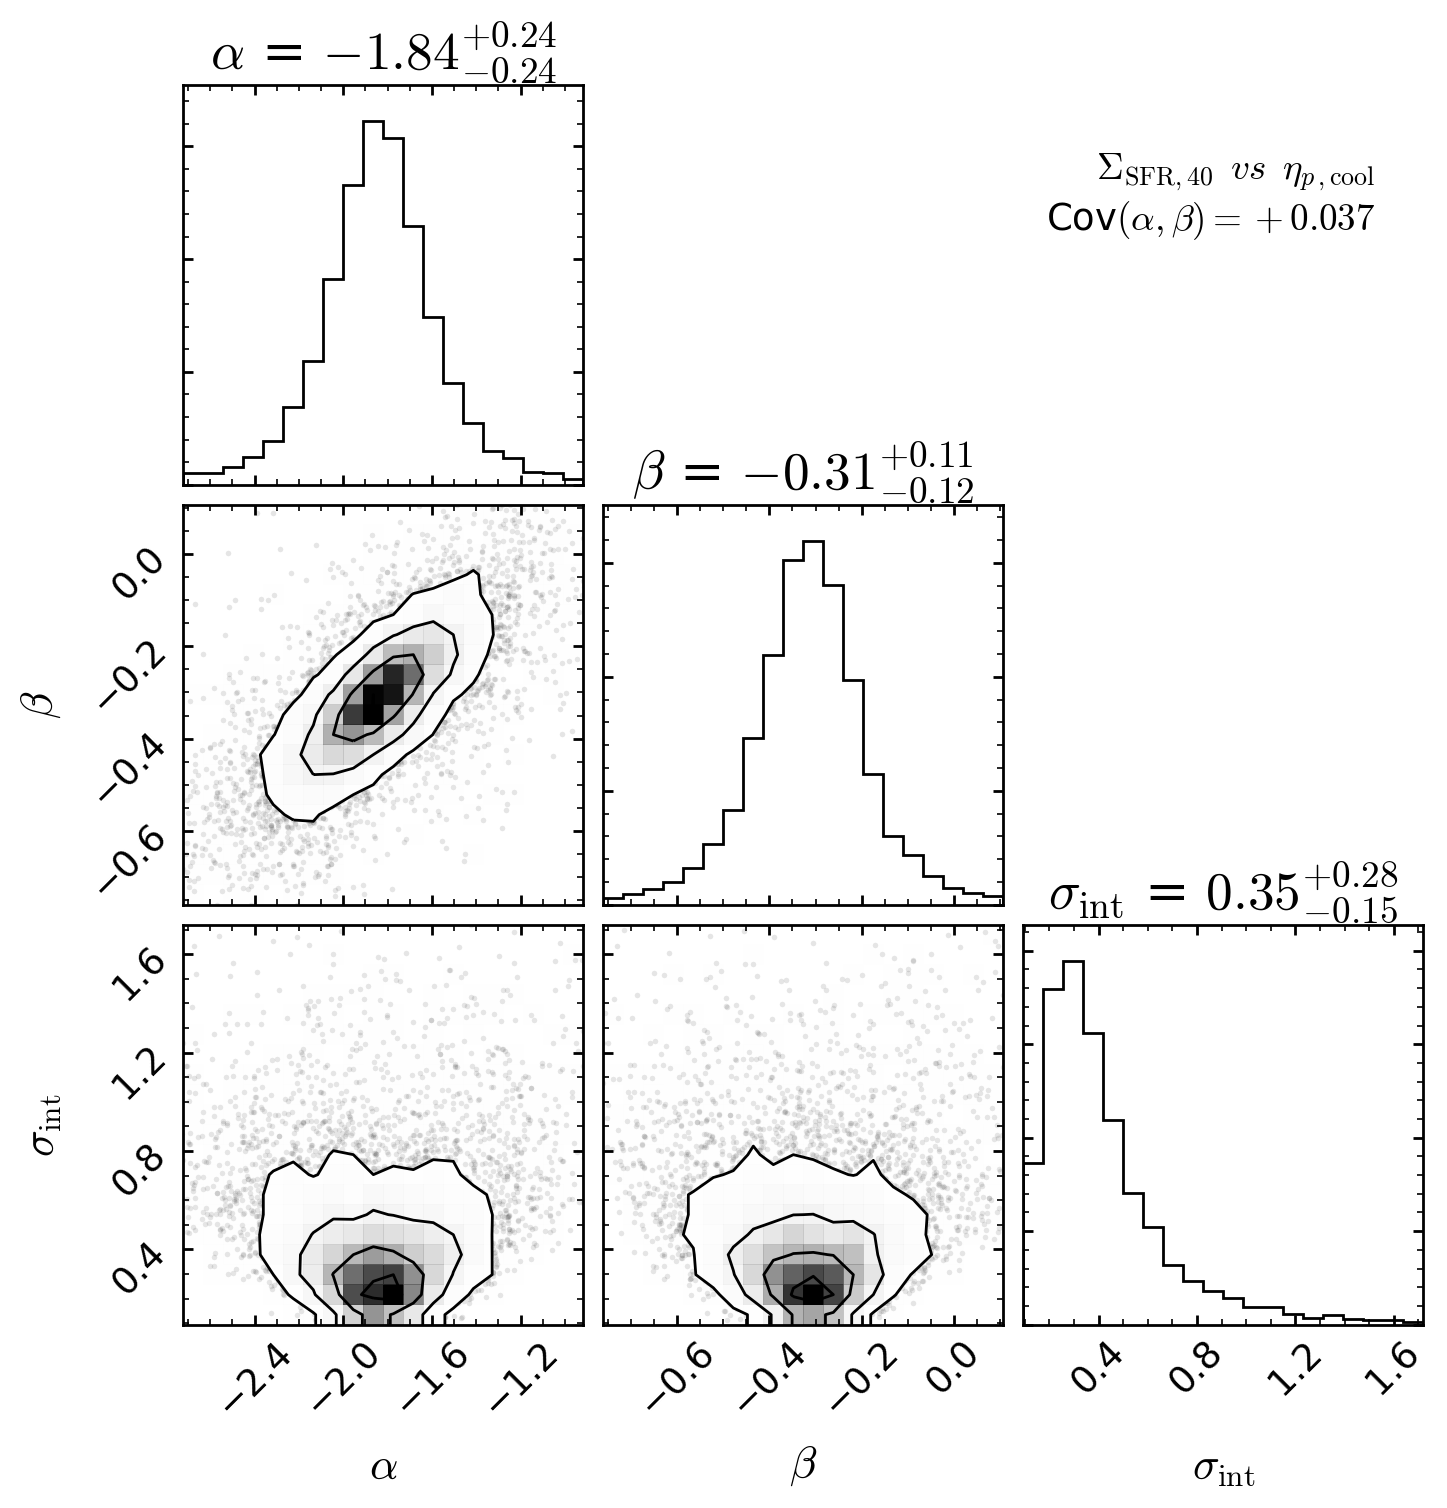 α = −1.84 +0.24 −0.24
Σ_SFR, 40 vs η_p, cool
Cov(α, β) = +0.037
β = −0.31 +0.11 −0.12
0.0
−0.2
−0.4
−0.6
β
σ_int = 0.35 +0.28 −0.15
1.6
1.2
0.8
0.4
σ_int
−2.4 −2.0 −1.6 −1.2
−0.6 −0.4 −0.2 0.0
0.4 0.8 1.2 1.6
α
β
σ_int